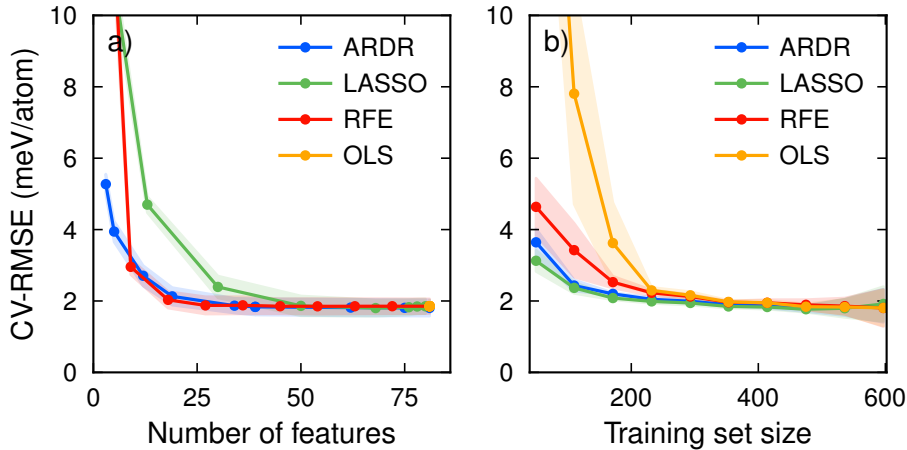 10
8
6
4
2
0
CV-RMSE (meV/atom)
a)
ARDR
LASSO
RFE
OLS
0 25 50 75
Number of features
10
8
6
4
2
0
b)
ARDR
LASSO
RFE
OLS
200 400 600
Training set size